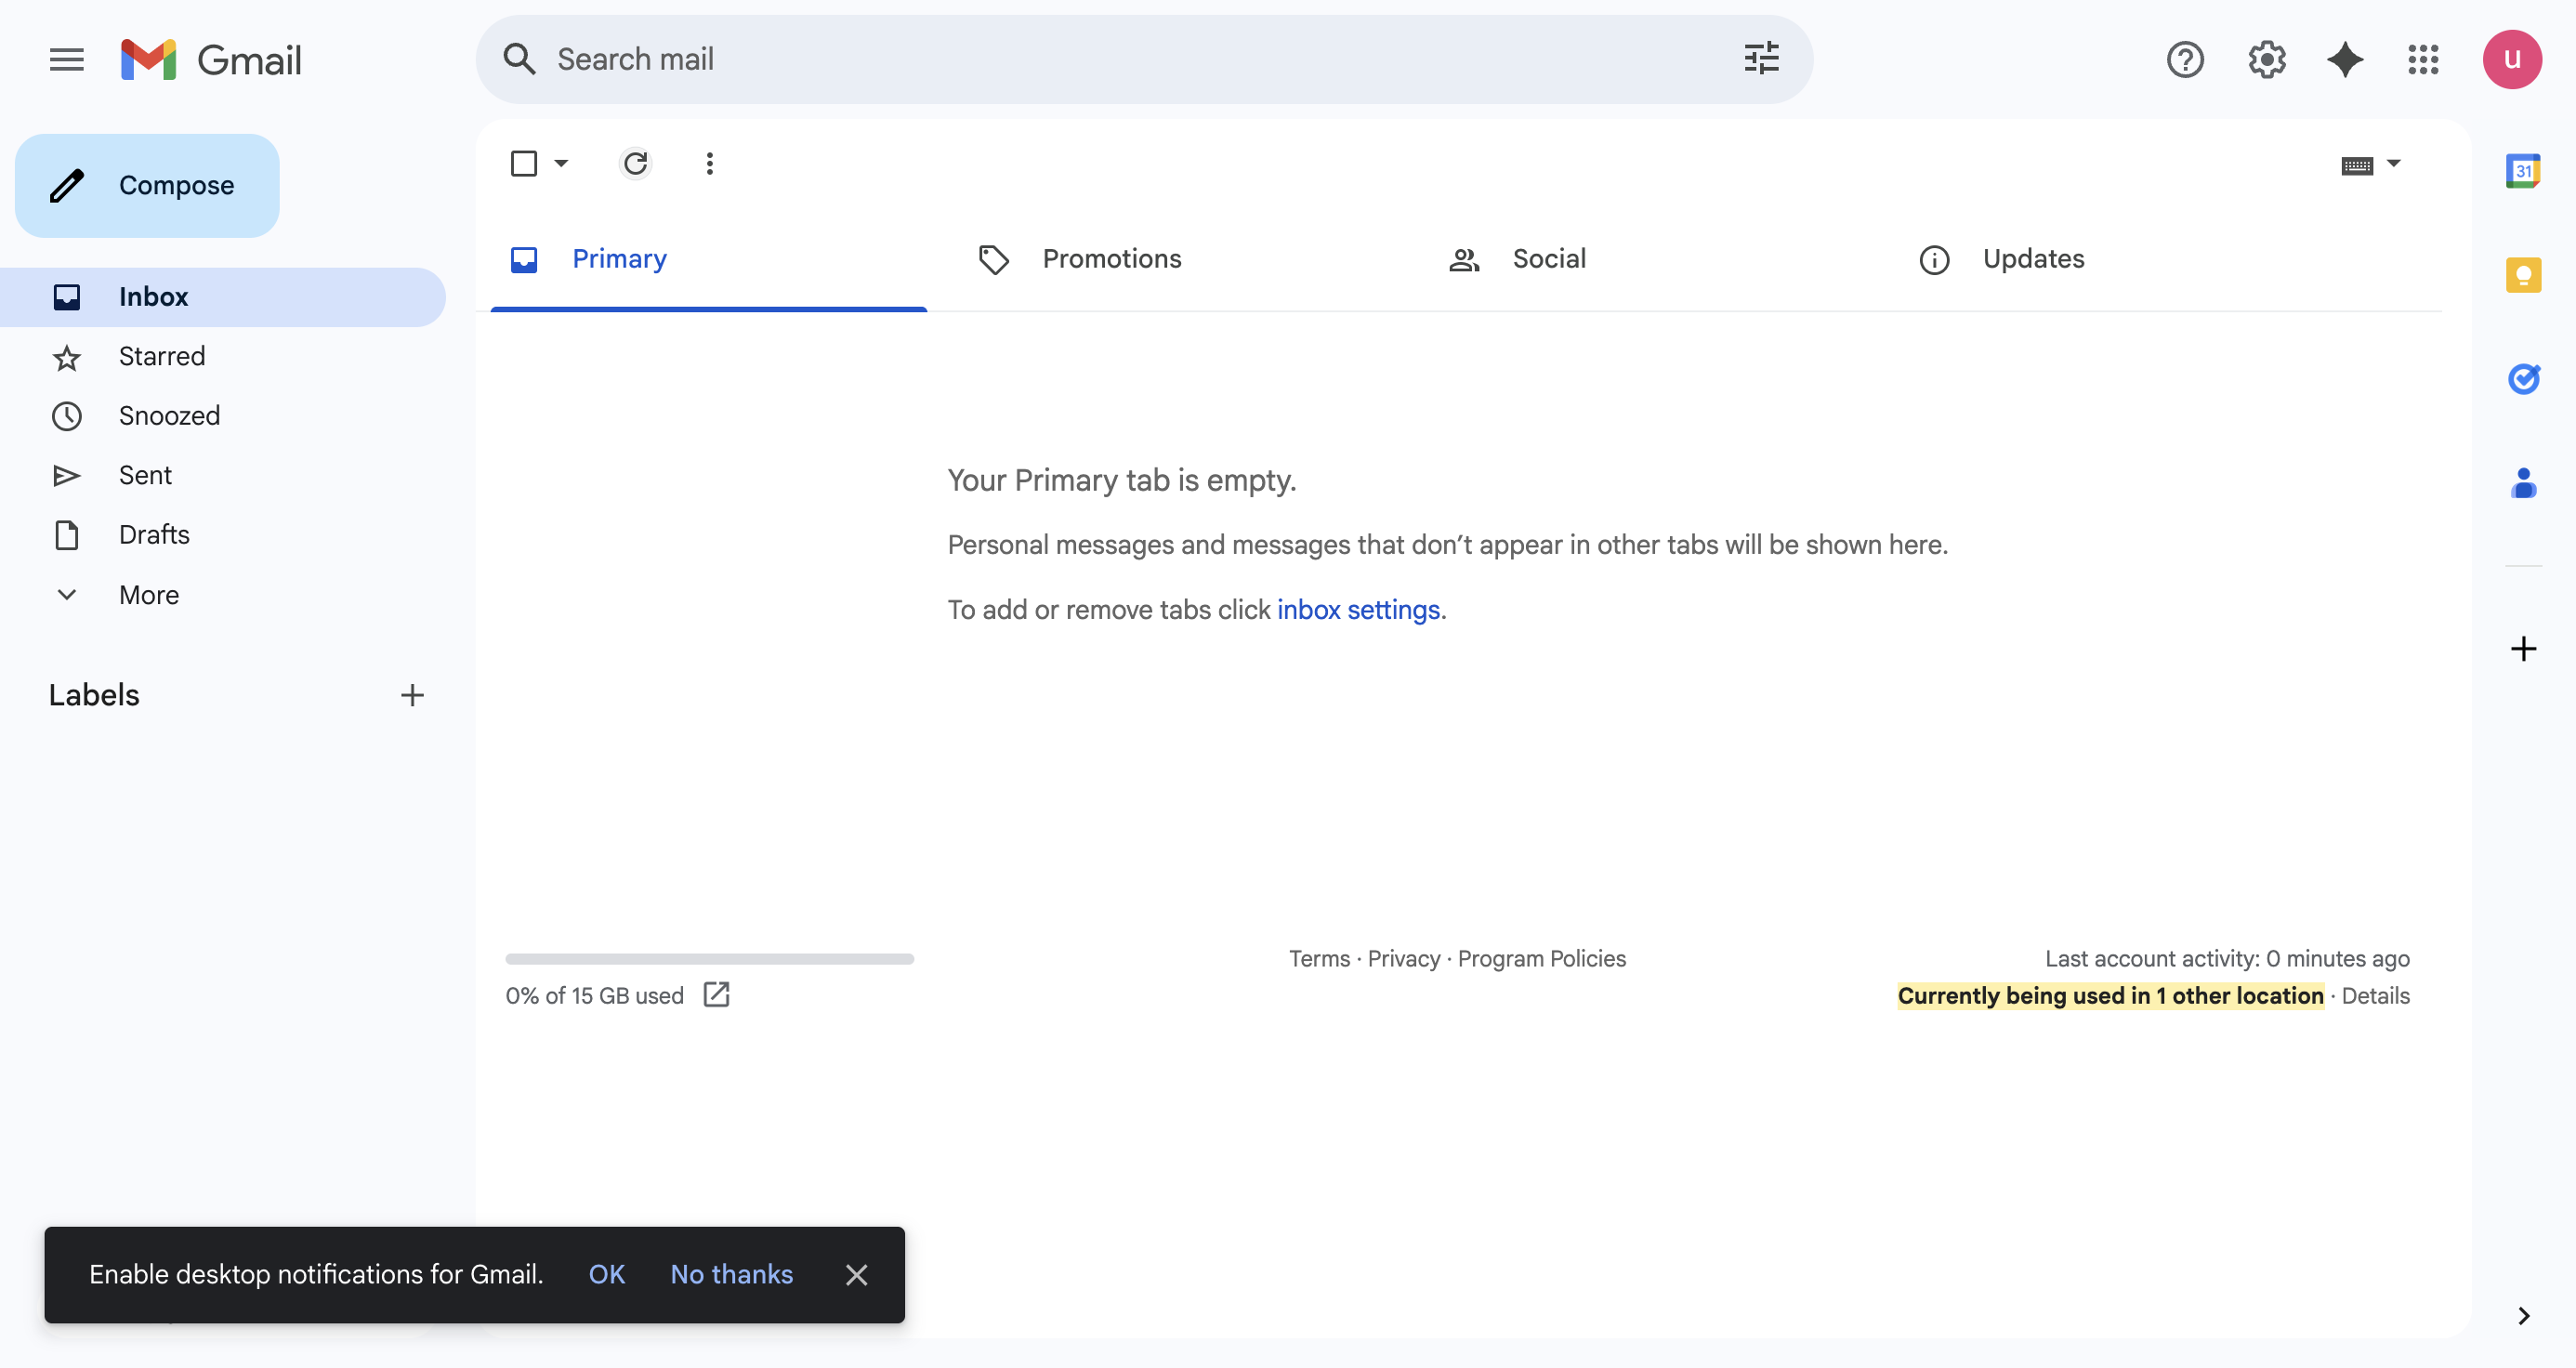 Gmail
Search mail
U
Compose
Inbox
Starred
Snoozed
Sent
Drafts
More
Labels
Primary
Promotions
Social
Updates
31
Your Primary tab is empty.
Personal messages and messages that don’t appear in other tabs will be shown here.
To add or remove tabs click inbox settings.
0% of 15 GB used
Terms · Privacy · Program Policies
Last account activity: 0 minutes ago
Currently being used in 1 other location · Details
Enable desktop notifications for Gmail. OK No thanks